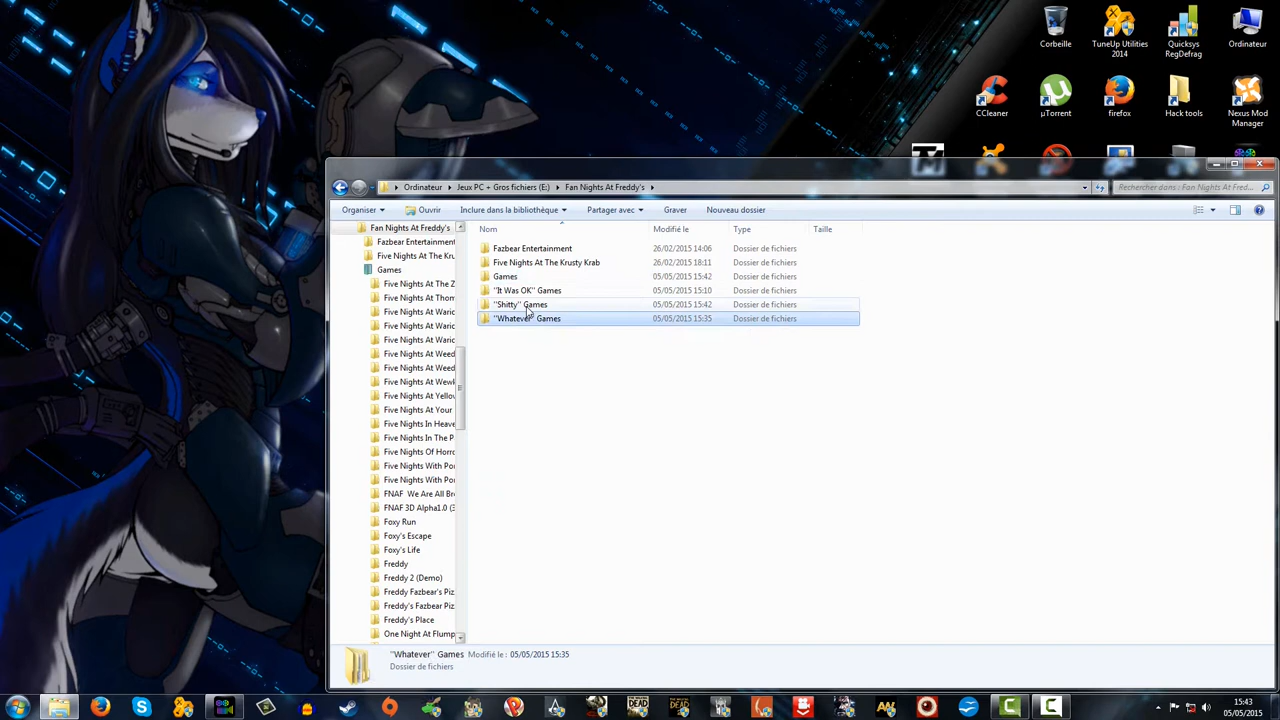 Corbeille
TuneUp Utilities 2014
Quicksys RegDefrag
Ordinateur
CCleaner
µTorrent
firefox
Hack tools
Nexus Mod Manager
Ordinateur
Jeux PC + Gros fichiers (E:)
Fan Nights At Freddy's
Rechercher dans : Fan Nights At Fred...
Organiser
Ouvrir
Inclure dans la bibliothèque
Partager avec
Graver
Nouveau dossier
Fan Nights At Freddy's
Fazbear Entertainment
Five Nights At The Kru
Games
Five Nights At The Z
Five Nights At Thom
Five Nights At Waric
Five Nights At Waric
Five Nights At Waric
Five Nights At Weed
Five Nights At Weed
Five Nights At Wewk
Five Nights At Yellow
Five Nights At Your
Five Nights In Heave
Five Nights In The P
Five Nights Of Horro
Five Nights With Por
Five Nights With Por
FNAF We Are All Br
FNAF 3D Alpha1.0 (3
Foxy Run
Foxy's Escape
Foxy's Life
Freddy
Freddy 2 (Demo)
Freddy Fazbear's Piz
Freddy's Fazbear Piz
Freddy's Place
One Night At Flump
Nom Modifié le Type Taille
Fazbear Entertainment 26/02/2015 14:06 Dossier de fichiers
Five Nights At The Krusty Krab 26/02/2015 18:11 Dossier de fichiers
Games 05/05/2015 15:42 Dossier de fichiers
''It Was OK'' Games 05/05/2015 15:10 Dossier de fichiers
''Shitty'' Games 05/05/2015 15:42 Dossier de fichiers
''Whatever'' Games 05/05/2015 15:35 Dossier de fichiers
''Whatever'' Games Modifié le : 05/05/2015 15:35
Dossier de fichiers
15:43
05/05/2015